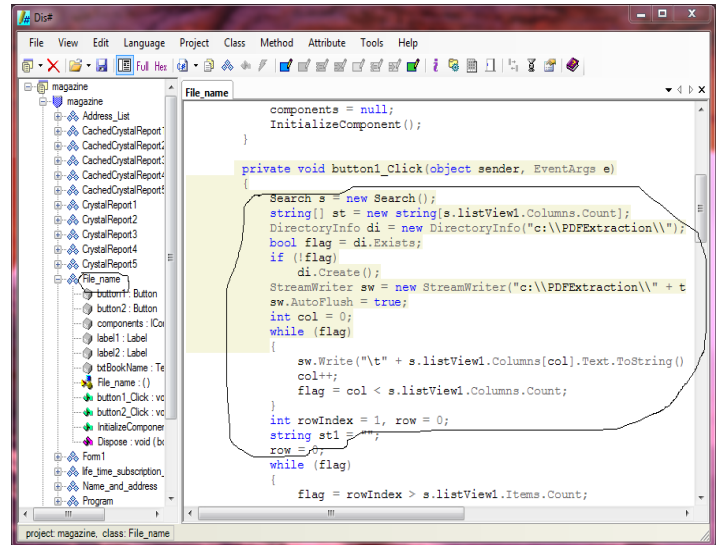 Dis#
File View Edit Language Project Class Method Attribute Tools Help
Full Hex
magazine
magazine
Address_List
CachedCrystalReport1
CachedCrystalReport2
CachedCrystalReport3
CachedCrystalReport4
CachedCrystalReport5
CrystalReport1
CrystalReport2
CrystalReport3
CrystalReport4
CrystalReport5
File_name
button1 : Button
button2 : Button
components : ICor
label1 : Label
label2 : Label
txtBookName : Te
File_name : ()
button1_Click : vc
button2_Click : vc
InitializeComponer
Dispose : void (bo
Form1
life_time_subscription_
Name_and_address
Program
File_name
components = null;
InitializeComponent();
}
private void button1_Click(object sender, EventArgs e)
{
Search s = new Search();
string[] st = new string[s.listView1.Columns.Count];
DirectoryInfo di = new DirectoryInfo("c:\\PDFExtraction\\");
bool flag = di.Exists;
if (!flag)
di.Create();
StreamWriter sw = new StreamWriter("c:\\PDFExtraction\\" + t
sw.AutoFlush = true;
int col = 0;
while (flag)
{
sw.Write("\t" + s.listView1.Columns[col].Text.ToString()
col++;
flag = col < s.listView1.Columns.Count;
}
int rowIndex = 1, row = 0;
string st1 = "";
row = 0;
while (flag)
{
flag = rowIndex > s.listView1.Items.Count;
project: magazine, class: File_name